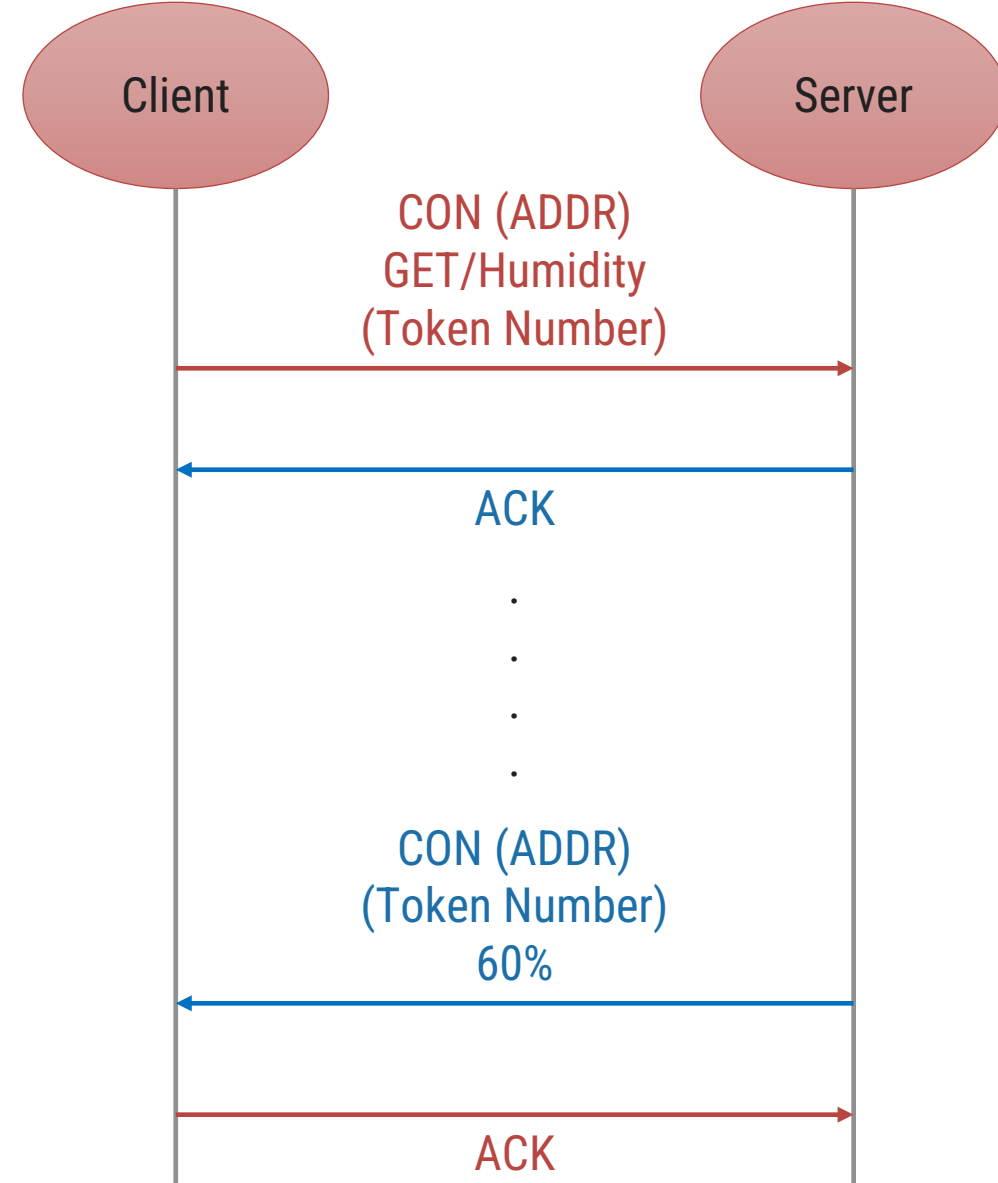 Client
Server
CON (ADDR)
GET/Humidity
(Token Number)
ACK
.
.
.
.
CON (ADDR)
(Token Number)
60%
ACK